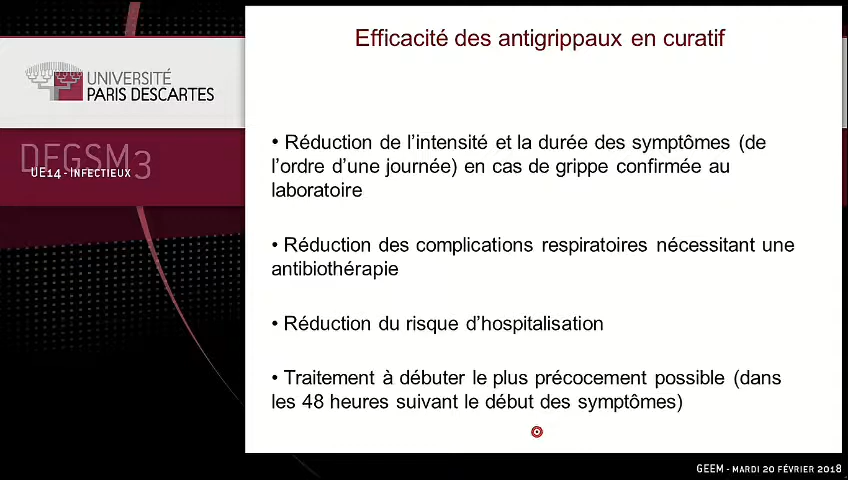 Efficacité des antigrippaux en curatif
UNIVERSITÉ
PARIS DESCARTES
DFGSM3
UE14 - INFECTIEUX
• Réduction de l'intensité et la durée des symptômes (de
l'ordre d'une journée) en cas de grippe confirmée au
laboratoire
• Réduction des complications respiratoires nécessitant une
antibiothérapie
• Réduction du risque d'hospitalisation
• Traitement à débuter le plus précocement possible (dans
les 48 heures suivant le début des symptômes)
GEEM - MARDI 20 FÉVRIER 2018